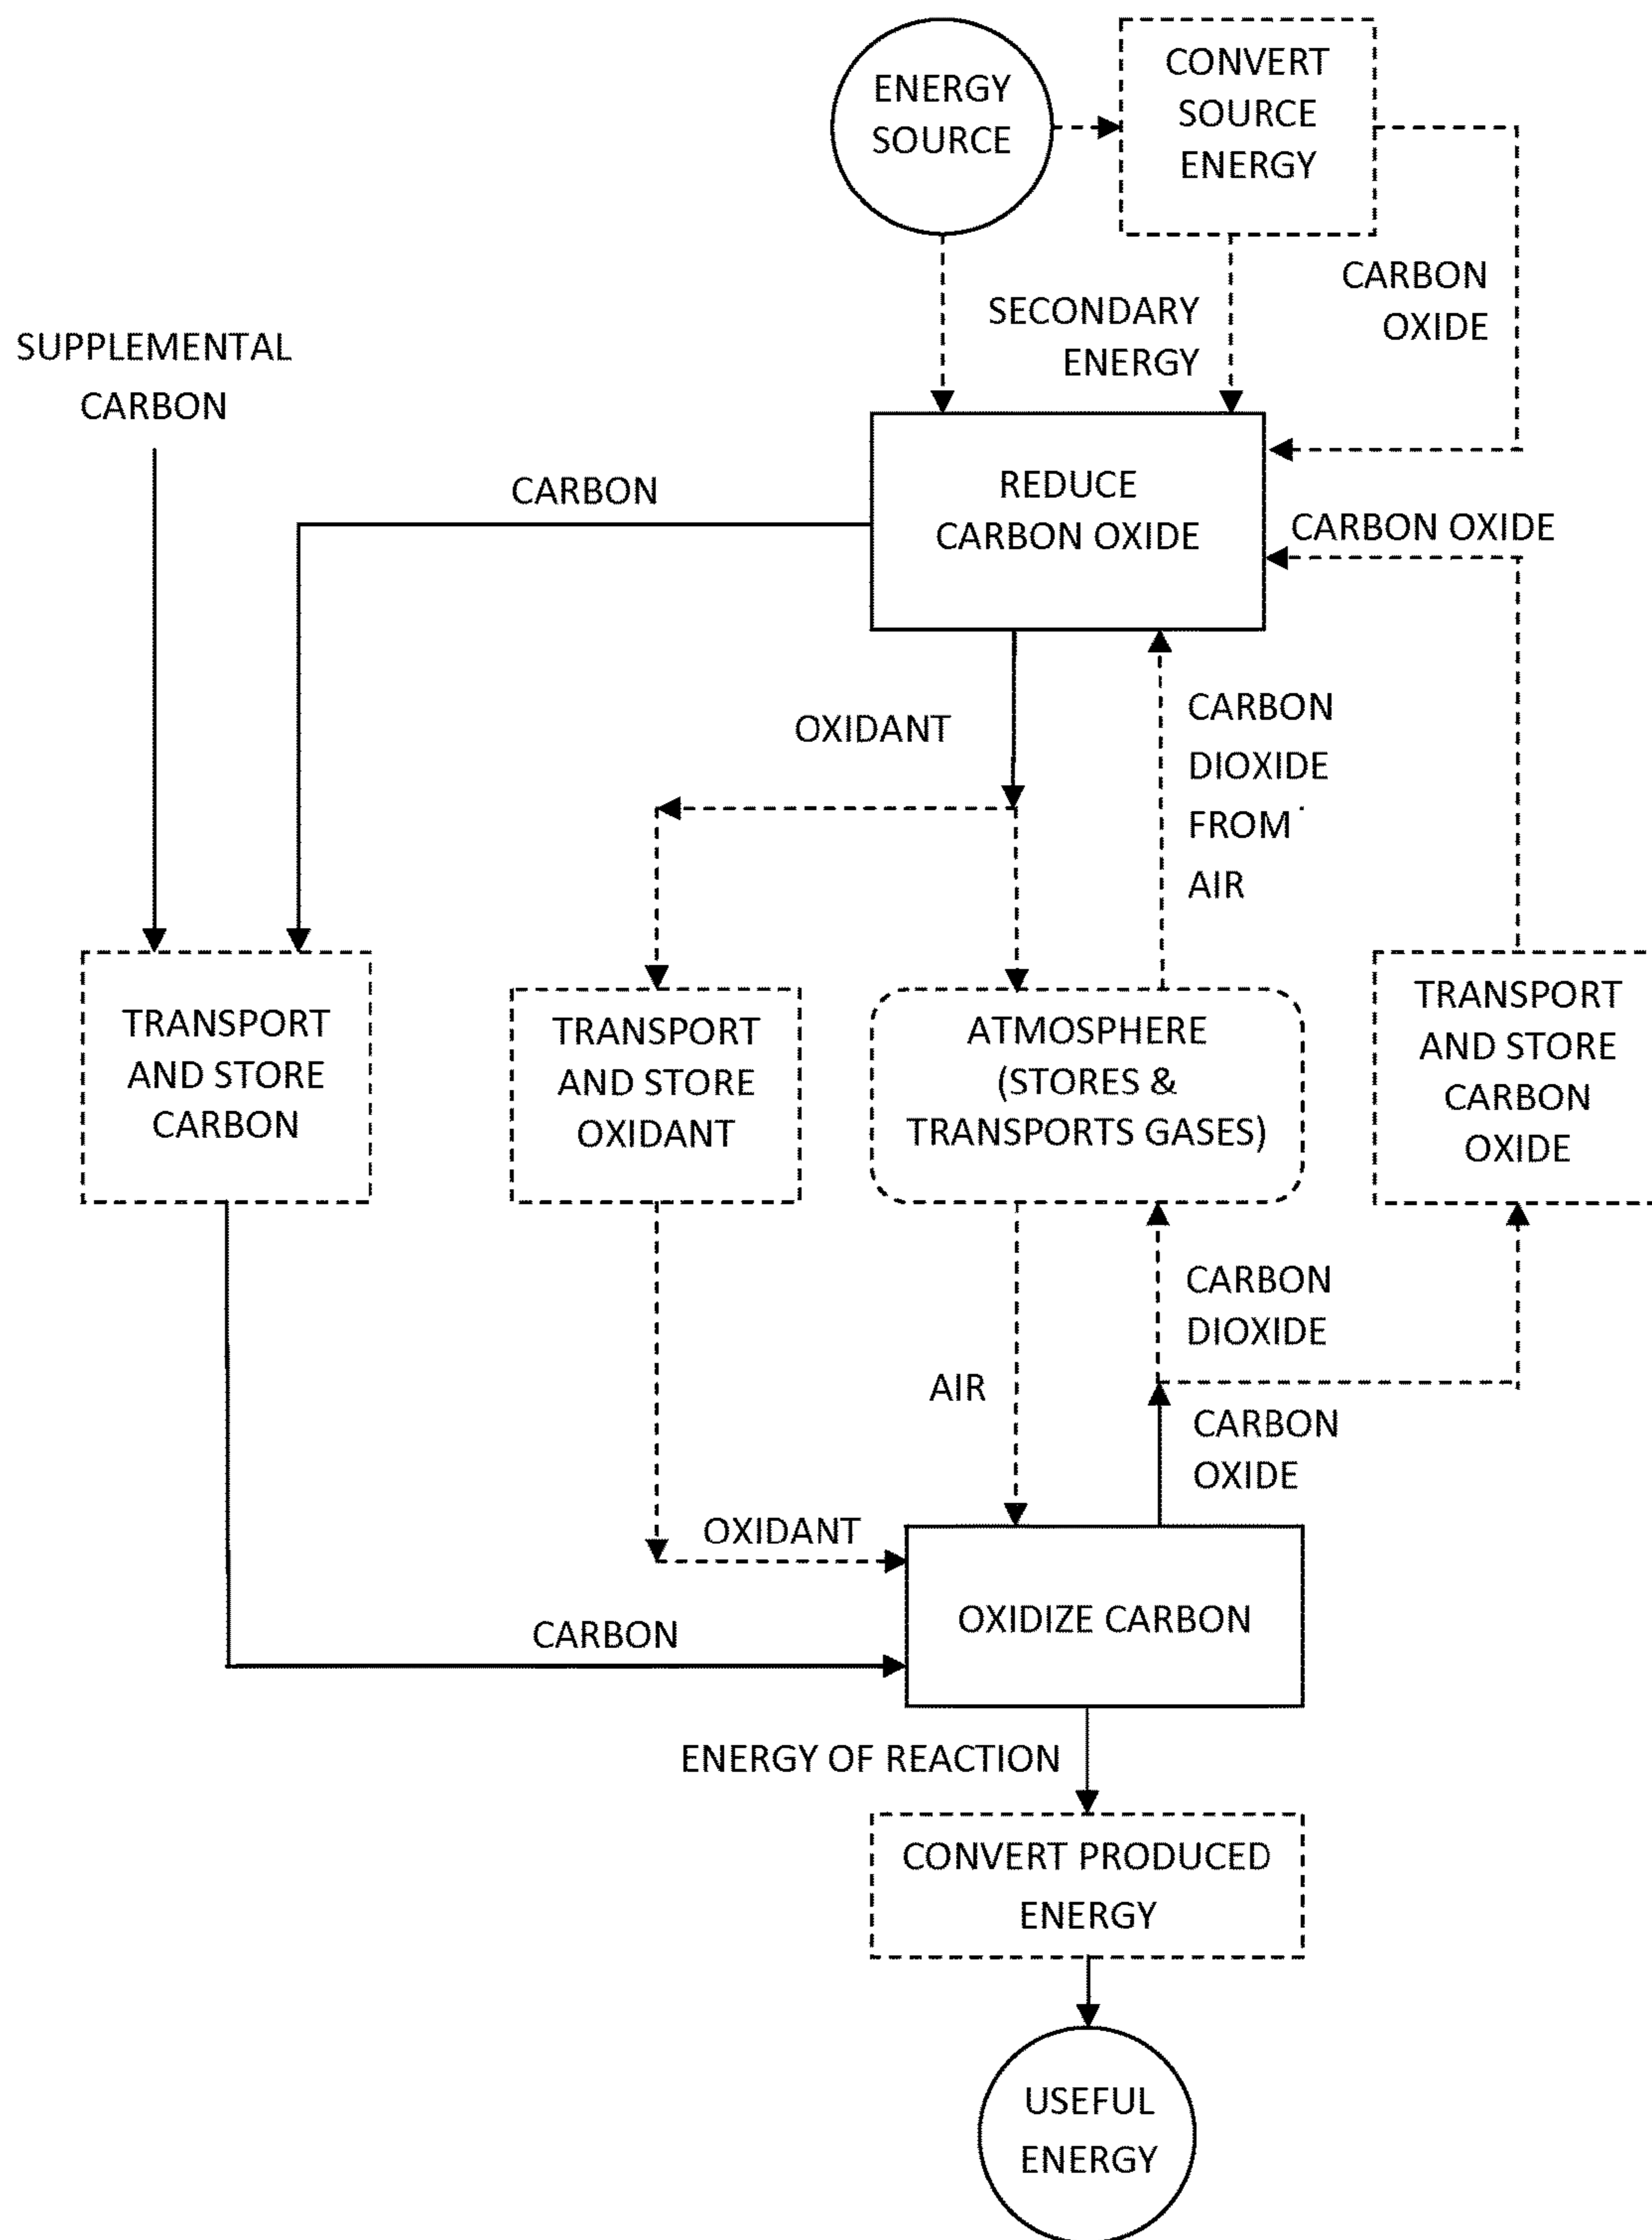 ENERGY
SOURCE
CONVERT
SOURCE
ENERGY
SECONDARY
ENERGY
CARBON
OXIDE
SUPPLEMENTAL
CARBON
CARBON
REDUCE
CARBON OXIDE
CARBON OXIDE
OXIDANT
CARBON
DIOXIDE
FROM
AIR
TRANSPORT
AND STORE
CARBON
TRANSPORT
AND STORE
OXIDANT
ATMOSPHERE
(STORES &
TRANSPORTS GASES)
TRANSPORT
AND STORE
CARBON
OXIDE
CARBON
DIOXIDE
AIR
CARBON
OXIDE
OXIDANT
OXIDIZE CARBON
CARBON
ENERGY OF REACTION
CONVERT PRODUCED
ENERGY
USEFUL
ENERGY